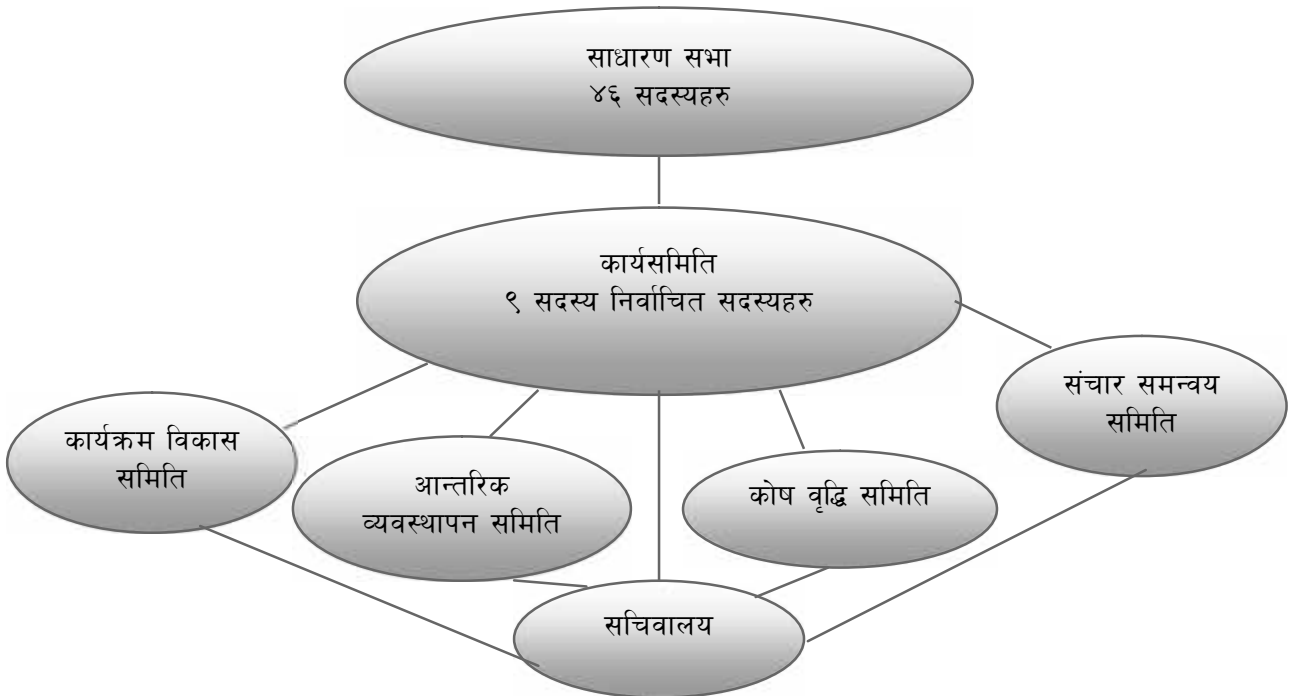 साधारण सभा
४६ सदस्यहरु
कार्यसमिति
९ सदस्य निर्वाचित सदस्यहरु
संचार समन्वय
समिति
कार्यक्रम विकास
समिति
आन्तरिक
व्यवस्थापन समिति
कोष वृद्धि समिति
सचिवालय